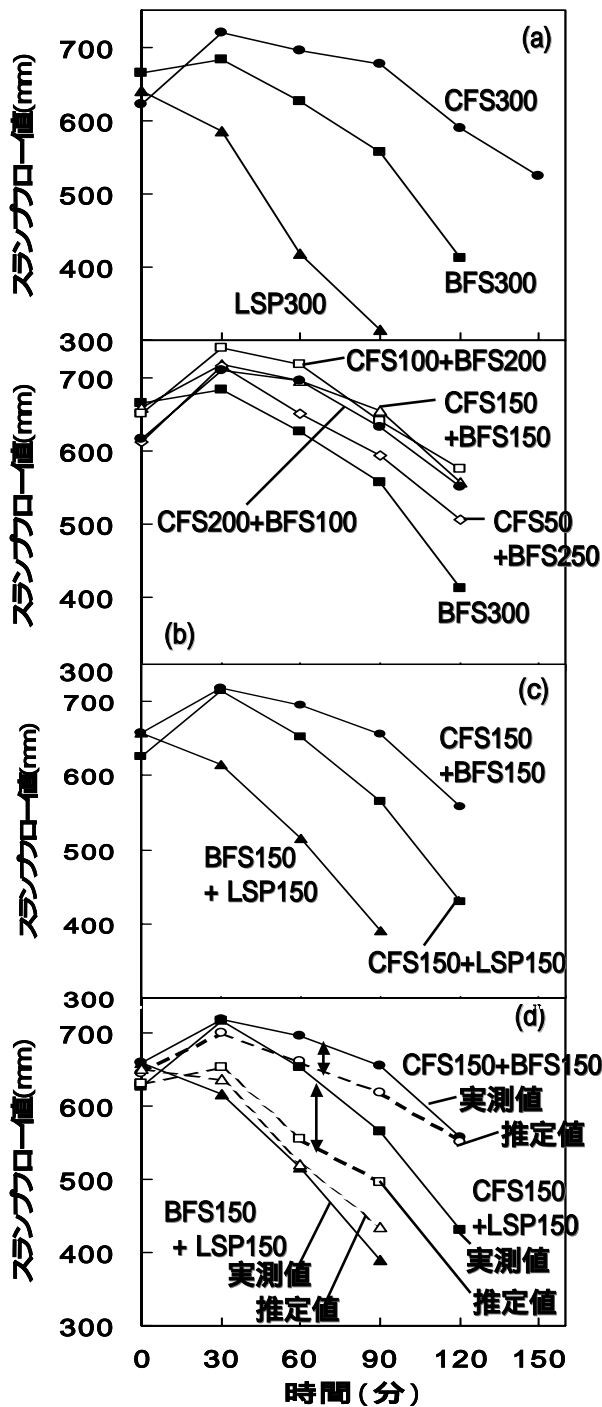 (a)
スランプフロー値(mm)
700
600
500
400
300
CFS300
BFS300
LSP300
(b)
スランプフロー値(mm)
700
600
500
400
300
CFS100+BFS200
CFS150
+BFS150
CFS200+BFS100
CFS50
+BFS250
BFS300
(c)
スランプフロー値(mm)
700
600
500
400
300
CFS150
+BFS150
BFS150
+ LSP150
CFS150+LSP150
(d)
スランプフロー値(mm)
700
600
500
400
300
CFS150+BFS150
実測値
推定値
CFS150
+LSP150
実測値
推定値
BFS150
+ LSP150
実測値
推定値
0 30 60 90 120 150
時間(分)